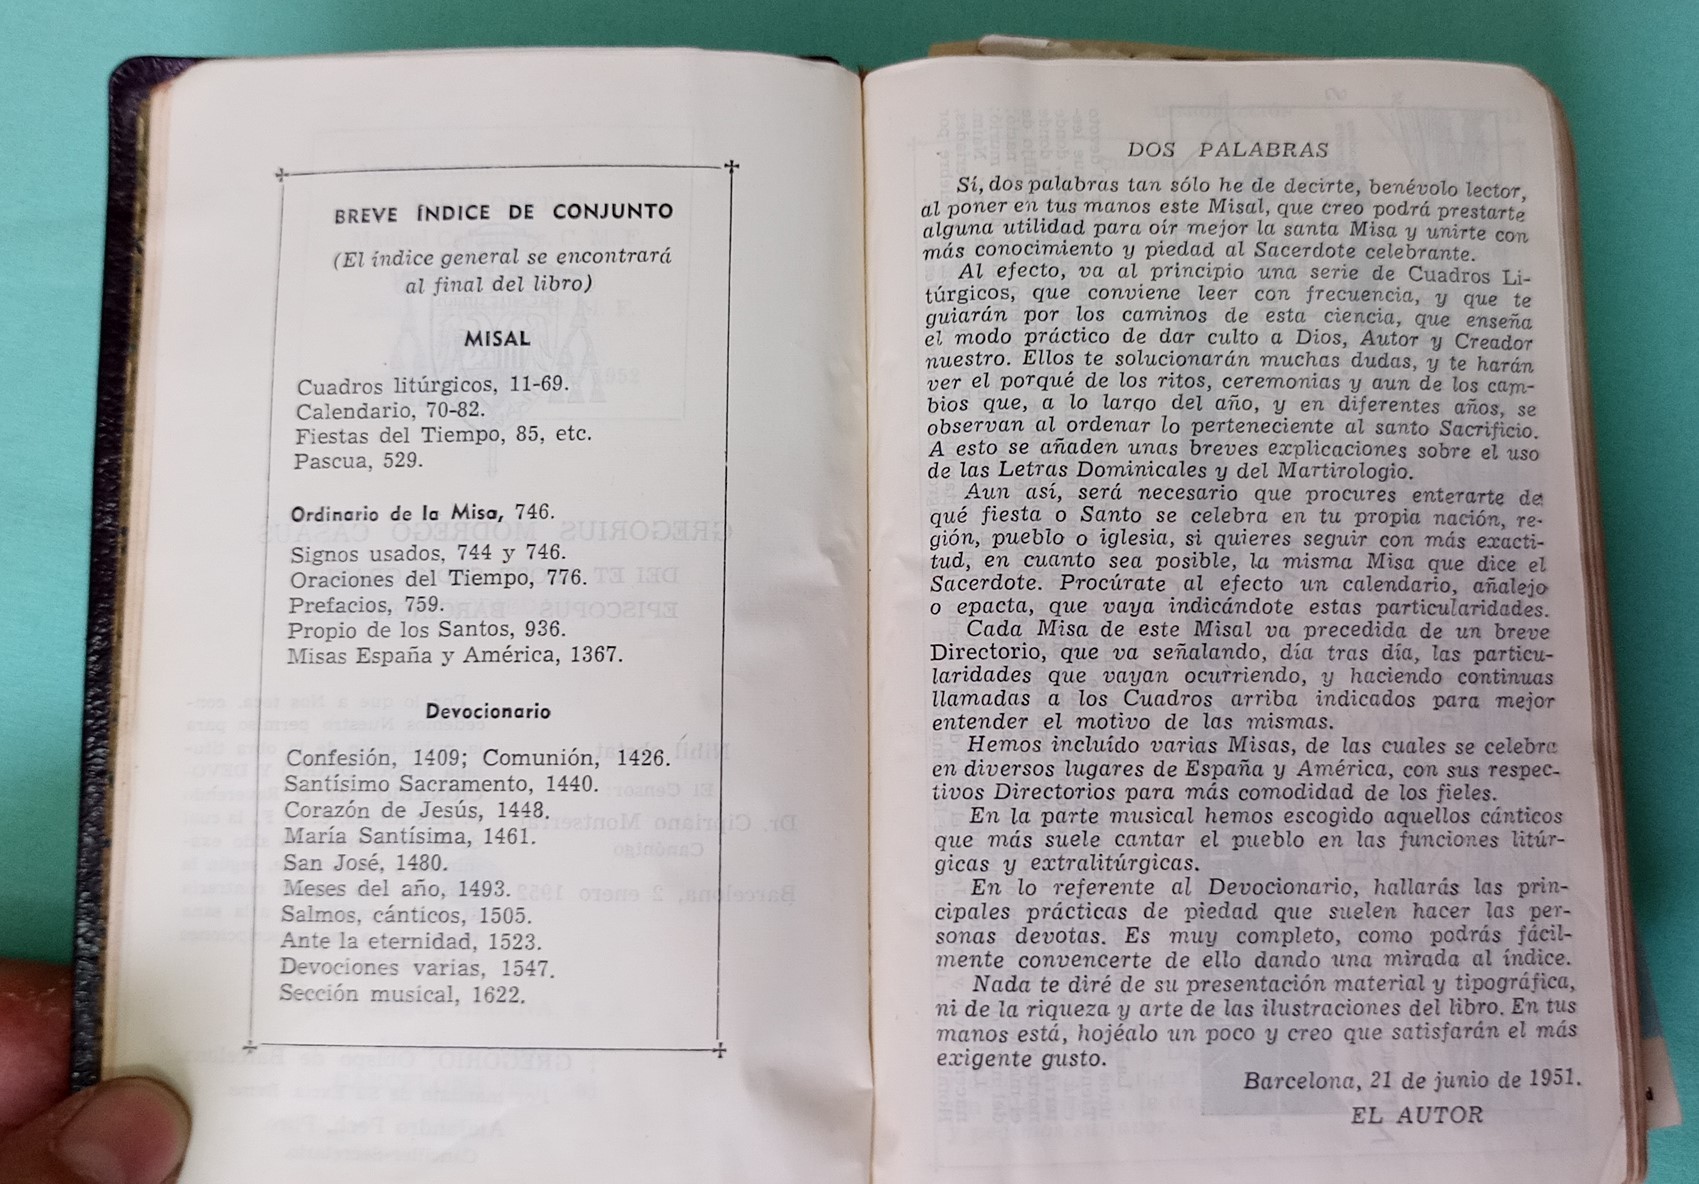 BREVE ÍNDICE DE CONJUNTO
(El índice general se encontrará
al final del libro)
MISAL
Cuadros litúrgicos, 11-69.
Calendario, 70-82.
Fiestas del Tiempo, 85, etc.
Pascua, 529.
Ordinario de la Misa, 746.
Signos usados, 744 y 746.
Oraciones del Tiempo, 776.
Prefacios, 759.
Propio de los Santos, 936.
Misas España y América, 1367.
Devocionario
Confesión, 1409; Comunión, 1426.
Santísimo Sacramento, 1440.
Corazón de Jesús, 1448.
María Santísima, 1461.
San José, 1480.
Meses del año, 1493.
Salmos, cánticos, 1505.
Ante la eternidad, 1523.
Devociones varias, 1547.
Sección musical, 1622.
DOS PALABRAS
Sí, dos palabras tan sólo he de decirte, benévolo lector,
al poner en tus manos este Misal, que creo podrá prestarte
alguna utilidad para oír mejor la santa Misa y unirte con
más conocimiento y piedad al Sacerdote celebrante.
Al efecto, va al principio una serie de Cuadros Li-
túrgicos, que conviene leer con frecuencia, y que te
guiarán por los caminos de esta ciencia, que enseña
el modo práctico de dar culto a Dios, Autor y Creador
nuestro. Ellos te solucionarán muchas dudas, y te harán
ver el porqué de los ritos, ceremonias y aun de los cam-
bios que, a lo largo del año, y en diferentes años, se
observan al ordenar lo perteneciente al santo Sacrificio.
A esto se añaden unas breves explicaciones sobre el uso
de las Letras Dominicales y del Martirologio.
Aun así, será necesario que procures enterarte de
qué fiesta o Santo se celebra en tu propia nación, re-
gión, pueblo o iglesia, si quieres seguir con más exacti-
tud, en cuanto sea posible, la misma Misa que dice el
Sacerdote. Procúrate al efecto un calendario, añalejo
o epacta, que vaya indicándote estas particularidades.
Cada Misa de este Misal va precedida de un breve
Directorio, que va señalando, día tras día, las particu-
laridades que vayan ocurriendo, y haciendo continuas
llamadas a los Cuadros arriba indicados para mejor
entender el motivo de las mismas.
Hemos incluído varias Misas, de las cuales se celebra
en diversos lugares de España y América, con sus respec-
tivos Directorios para más comodidad de los fieles.
En la parte musical hemos escogido aquellos cánticos
que más suele cantar el pueblo en las funciones litúr-
gicas y extralitúrgicas.
En lo referente al Devocionario, hallarás las prin-
cipales prácticas de piedad que suelen hacer las per-
sonas devotas. Es muy completo, como podrás fácil-
mente convencerte de ello dando una mirada al índice.
Nada te diré de su presentación material y tipográfica,
ni de la riqueza y arte de las ilustraciones del libro. En tus
manos está, hojéalo un poco y creo que satisfarán el más
exigente gusto.
Barcelona, 21 de junio de 1951.
EL AUTOR